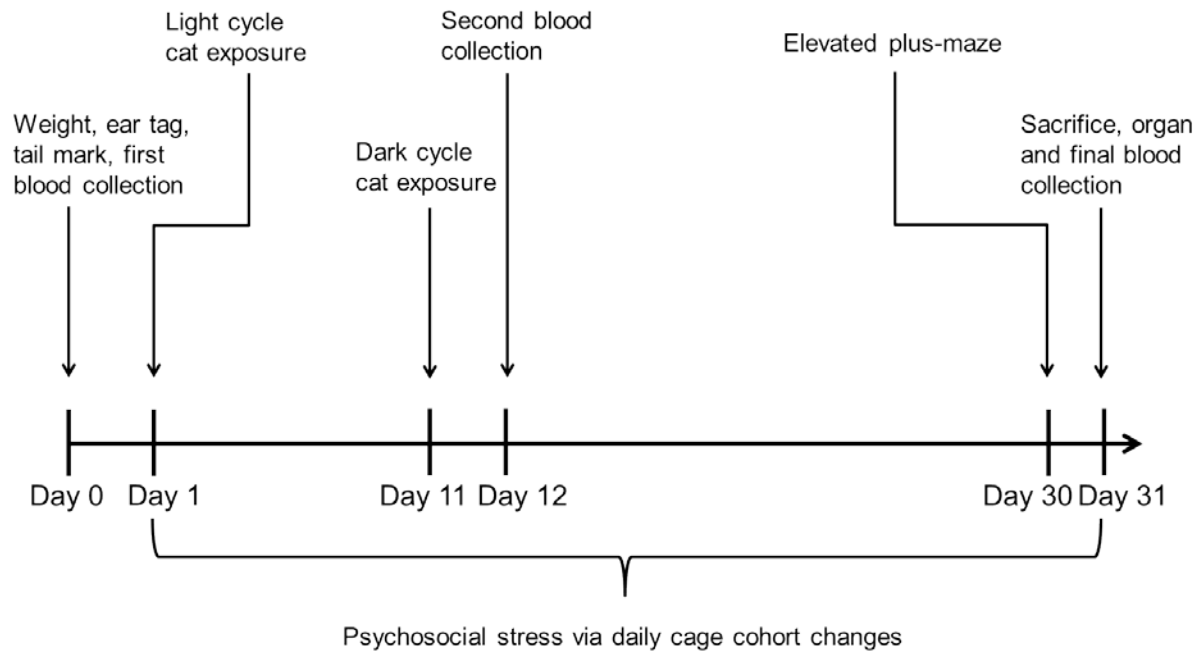 Light cycle
cat exposure
Second blood
collection
Elevated plus-maze
Weight, ear tag,
tail mark, first
blood collection
Dark cycle
cat exposure
Sacrifice, organ
and final blood
collection
Day 0
Day 1
Day 11
Day 12
Day 30
Day 31
Psychosocial stress via daily cage cohort changes